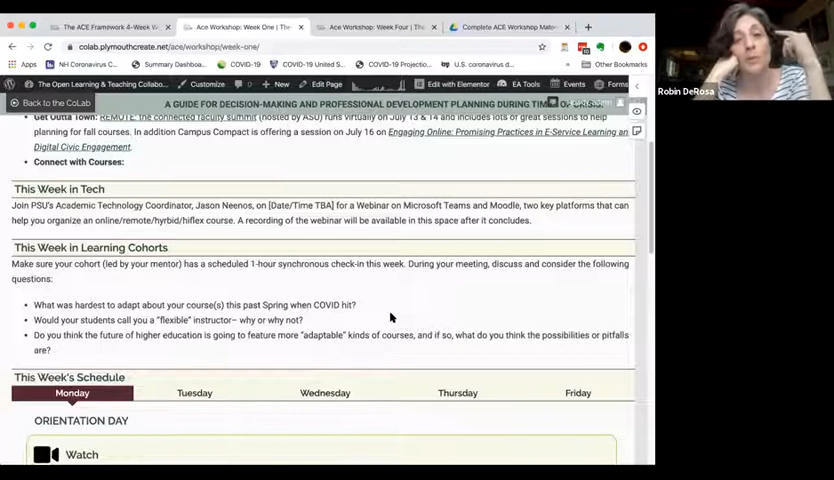 The ACE Framework 4-Week W
Ace Workshop: Week One | The
Ace Workshop: Week Four | The
Complete ACE Workshop Mate
colab.plymouthcreate.net/ace/workshop/week-one/
Apps
NH Coronavirus C...
Summary Dashboa...
COVID-19
COVID-19 United S...
COVID-19 Projectio...
U.S. coronavirus d...
Other Bookmarks
The Open Learning & Teaching Collabo...
Customize
0
New
Edit Page
Edit with Elementor
EA Tools
Events
Forms
Back to the CoLab
A GUIDE FOR DECISION-MAKING AND PROFESSIONAL DEVELOPMENT PLANNING DURING
Get Outta Town: REMOTE: the connected faculty summit (hosted by ASU) runs virtually on July 13 & 14 and includes lots of great sessions to help
planning for fall courses. In addition Campus Compact is offering a session on July 16 on Engaging Online: Promising Practices in E-Service Learning an
Digital Civic Engagement.
Connect with Courses:
This Week in Tech
Join PSU's Academic Technology Coordinator, Jason Neenos, on [Date/Time TBA] for a Webinar on Microsoft Teams and Moodle, two key platforms that can
help you organize an online/remote/hyrbid/hiflex course. A recording of the webinar will be available in this space after it concludes.
This Week in Learning Cohorts
Make sure your cohort (led by your mentor) has a scheduled 1-hour synchronous check-in this week. During your meeting, discuss and consider the following
questions:
What was hardest to adapt about your course(s) this past Spring when COVID hit?
Would your students call you a "flexible" instructor– why or why not?
Do you think the future of higher education is going to feature more "adaptable" kinds of courses, and if so, what do you think the possibilities or pitfalls
are?
This Week's Schedule
Monday
Tuesday
Wednesday
Thursday
Friday
ORIENTATION DAY
Watch
Robin DeRosa